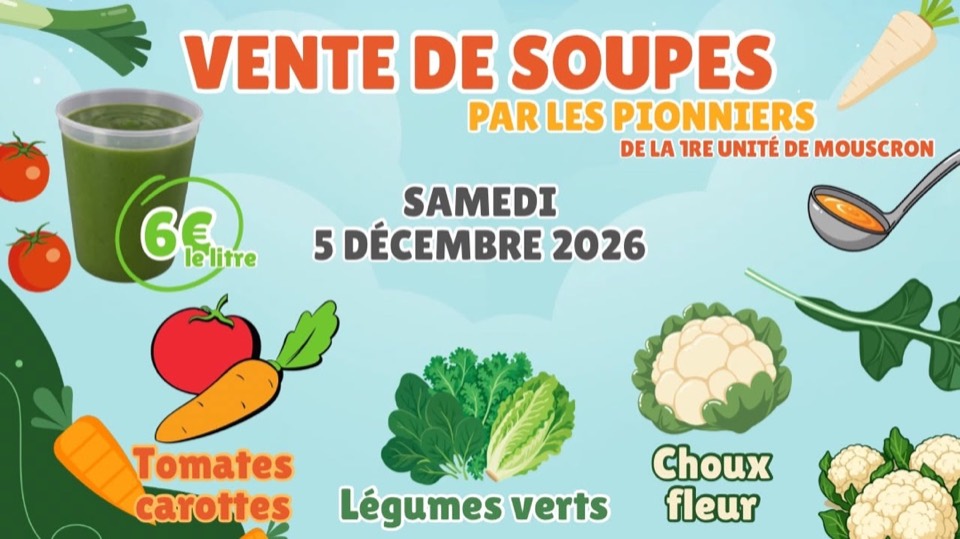 VENTE DE SOUPES
PAR LES PIONNIERS
DE LA 1RE UNITÉ DE MOUSCRON
SAMEDI
5 DÉCEMBRE 2026
6€
le litre
Tomates
carottes
Légumes verts
Choux
fleur